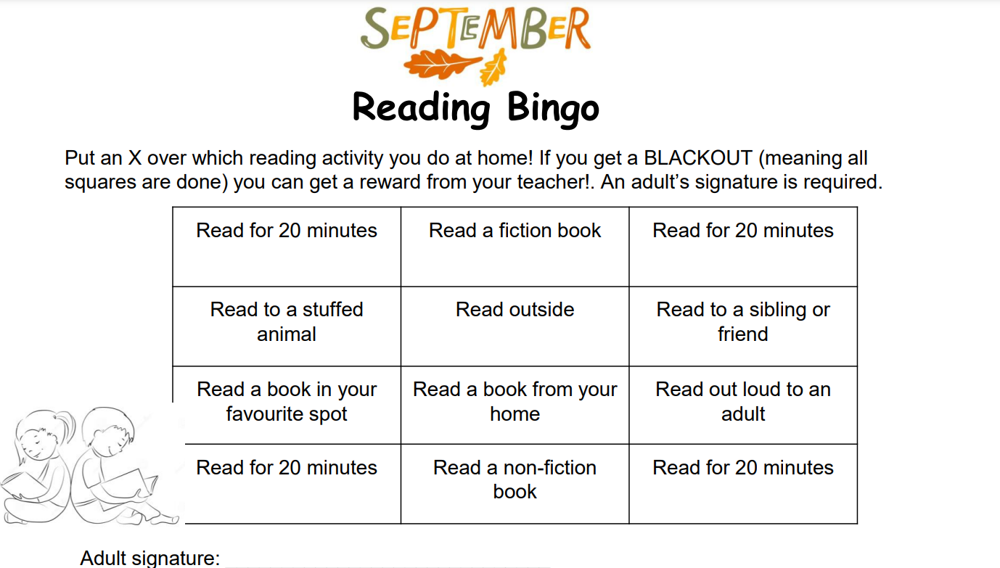 SEPTEMBER
Reading Bingo
Put an X over which reading activity you do at home! If you get a BLACKOUT (meaning all
squares are done) you can get a reward from your teacher!. An adult’s signature is required.
Read for 20 minutes
Read a fiction book
Read for 20 minutes
Read to a stuffed
animal
Read outside
Read to a sibling or
friend
Read a book in your
favourite spot
Read a book from your
home
Read out loud to an
adult
Read for 20 minutes
Read a non-fiction
book
Read for 20 minutes
Adult signature: